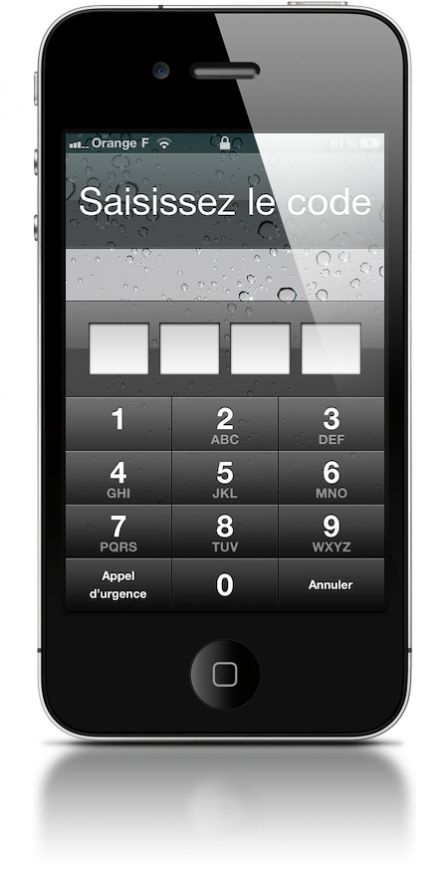 Orange F
61 %
Saisissez le code
1
2
ABC
3
DEF
4
GHI
5
JKL
6
MNO
7
PQRS
8
TUV
9
WXYZ
Appel
d'urgence
0
Annuler